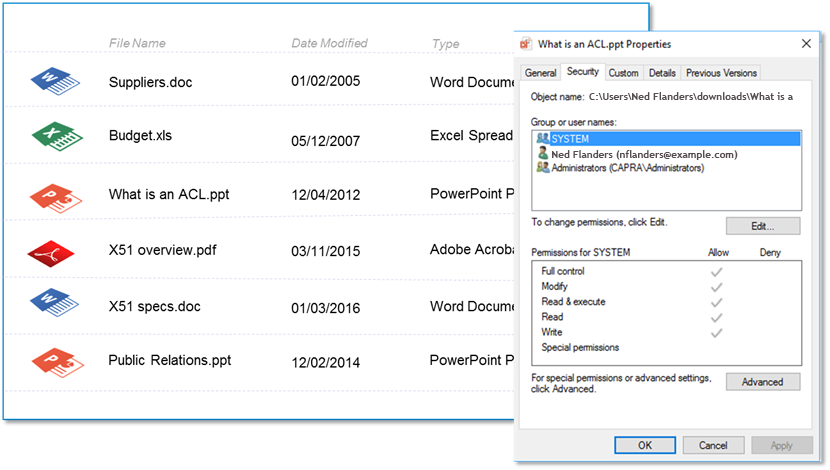 File Name Date Modified Type
Suppliers.doc 01/02/2005 Word Docume
Budget.xls 05/12/2007 Excel Spread
What is an ACL.ppt 12/04/2012 PowerPoint P
X51 overview.pdf 03/11/2015 Adobe Acroba
X51 specs.doc 01/03/2016 Word Docume
Public Relations.ppt 12/02/2014 PowerPoint P
What is an ACL.ppt Properties
General Security Custom Details Previous Versions
Object name: C:\Users\Ned Flanders\downloads\What is a
Group or user names:
SYSTEM
Ned Flanders (nflanders@example.com)
Administrators (CAPRA\Administrators)
To change permissions, click Edit.
Edit...
Permissions for SYSTEM Allow Deny
Full control
Modify
Read & execute
Read
Write
Special permissions
For special permissions or advanced settings,
click Advanced.
Advanced
OK Cancel Apply